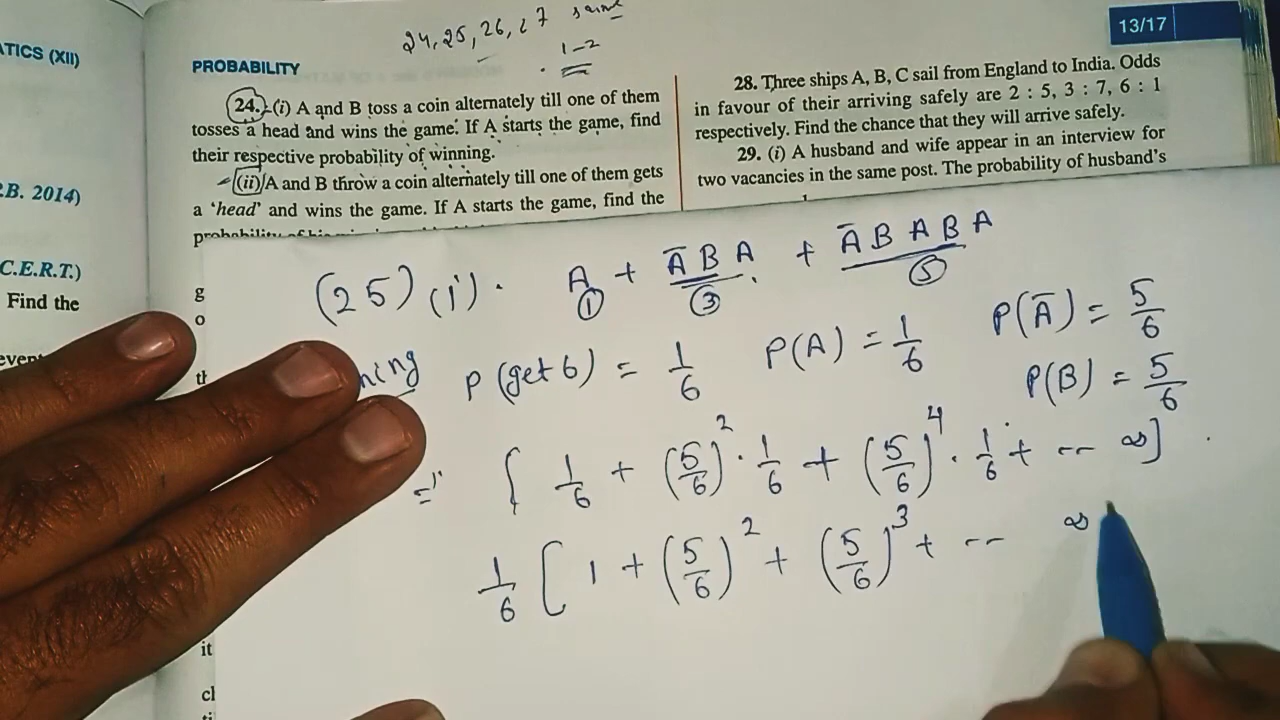 ATICS (XII)
.B. 2014)
C.E.R.T.)
Find the
even
24, 25, 26, 27 same
1-2
13/17
PROBABILITY
24. (i) A and B toss a coin alternately till one of them
tosses a head and wins the game. If A starts the game, find
their respective probability of winning.
(ii) A and B throw a coin alternately till one of them gets
a 'head' and wins the game. If A starts the game, find the
28. Three ships A, B, C sail from England to India. Odds
in favour of their arriving safely are 2 : 5, 3 : 7, 6 : 1
respectively. Find the chance that they will arrive safely.
29. (i) A husband and wife appear in an interview for
two vacancies in the same post. The probability of husband's
g
o
th
it
cl
(25) (i). A + Ā B A + Ā B A B A
① ③ ⑤
ning P(get 6) = 1/6 P(A) = 1/6 P(Ā) = 5/6
P(B) = 5/6
= [ 1/6 + (5/6)² · 1/6 + (5/6)⁴ · 1/6 + -- ∞]
1/6 [ 1 + (5/6)² + (5/6)³ + -- ∞